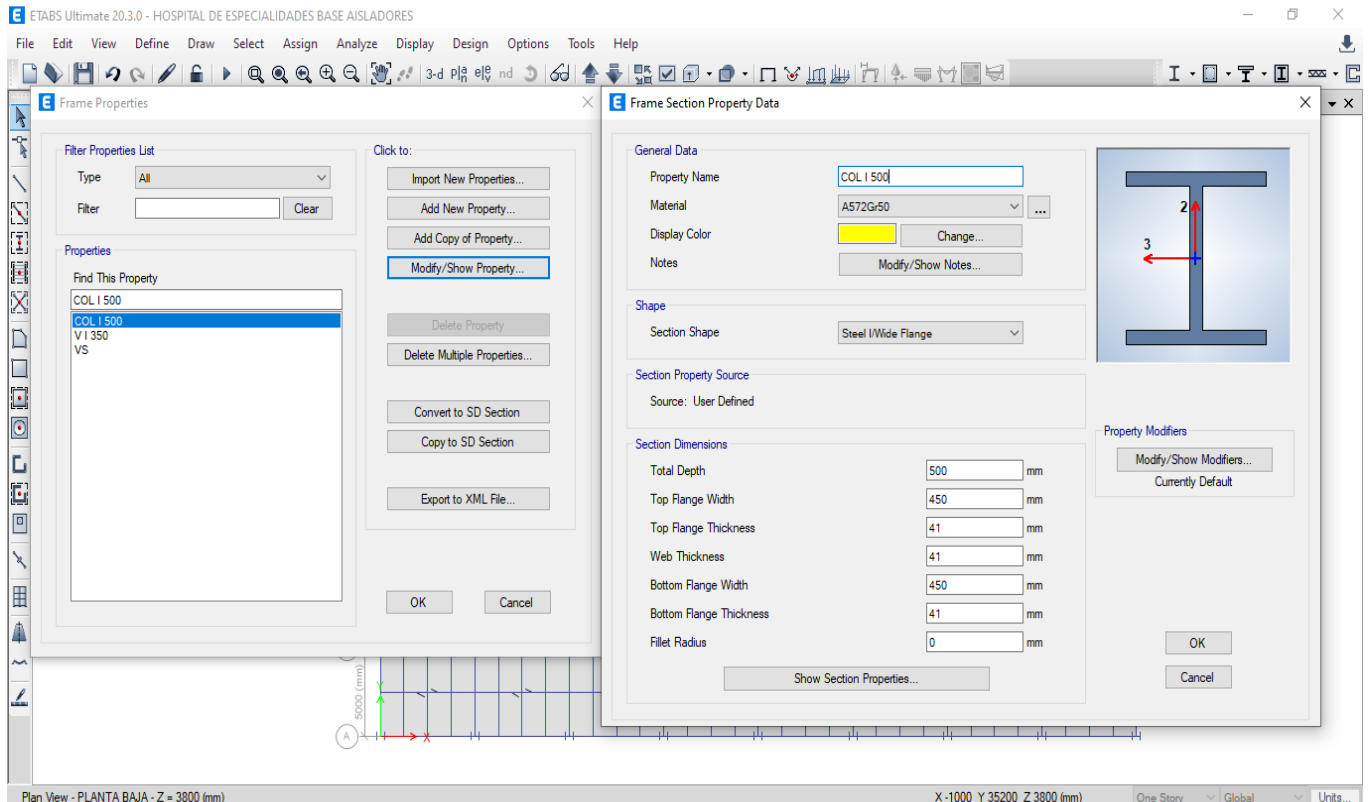 ETABS Ultimate 20.3.0 - HOSPITAL DE ESPECIALIDADES BASE AISLADORES
File Edit View Define Draw Select Assign Analyze Display Design Options Tools Help
3-d
nd
Frame Properties
Filter Properties List
Type All
Filter Clear
Properties
Find This Property
COL I 500
COL I 500
V I 350
VS
Click to:
Import New Properties...
Add New Property...
Add Copy of Property...
Modify/Show Property...
Delete Property
Delete Multiple Properties...
Convert to SD Section
Copy to SD Section
Export to XML File...
OK Cancel
Frame Section Property Data
General Data
Property Name COL I 500
Material A572Gr50 ...
Display Color Change...
Notes Modify/Show Notes...
Shape
Section Shape Steel I/Wide Flange
Section Property Source
Source: User Defined
Section Dimensions
Total Depth 500 mm
Top Flange Width 450 mm
Top Flange Thickness 41 mm
Web Thickness 41 mm
Bottom Flange Width 450 mm
Bottom Flange Thickness 41 mm
Fillet Radius 0 mm
Show Section Properties...
2
3
Property Modifiers
Modify/Show Modifiers...
Currently Default
OK
Cancel
5000 (mm)
Y
A
X
Plan View - PLANTA BAJA - Z = 3800 (mm) X -1000 Y 35200 Z 3800 (mm) One Story Global Units...